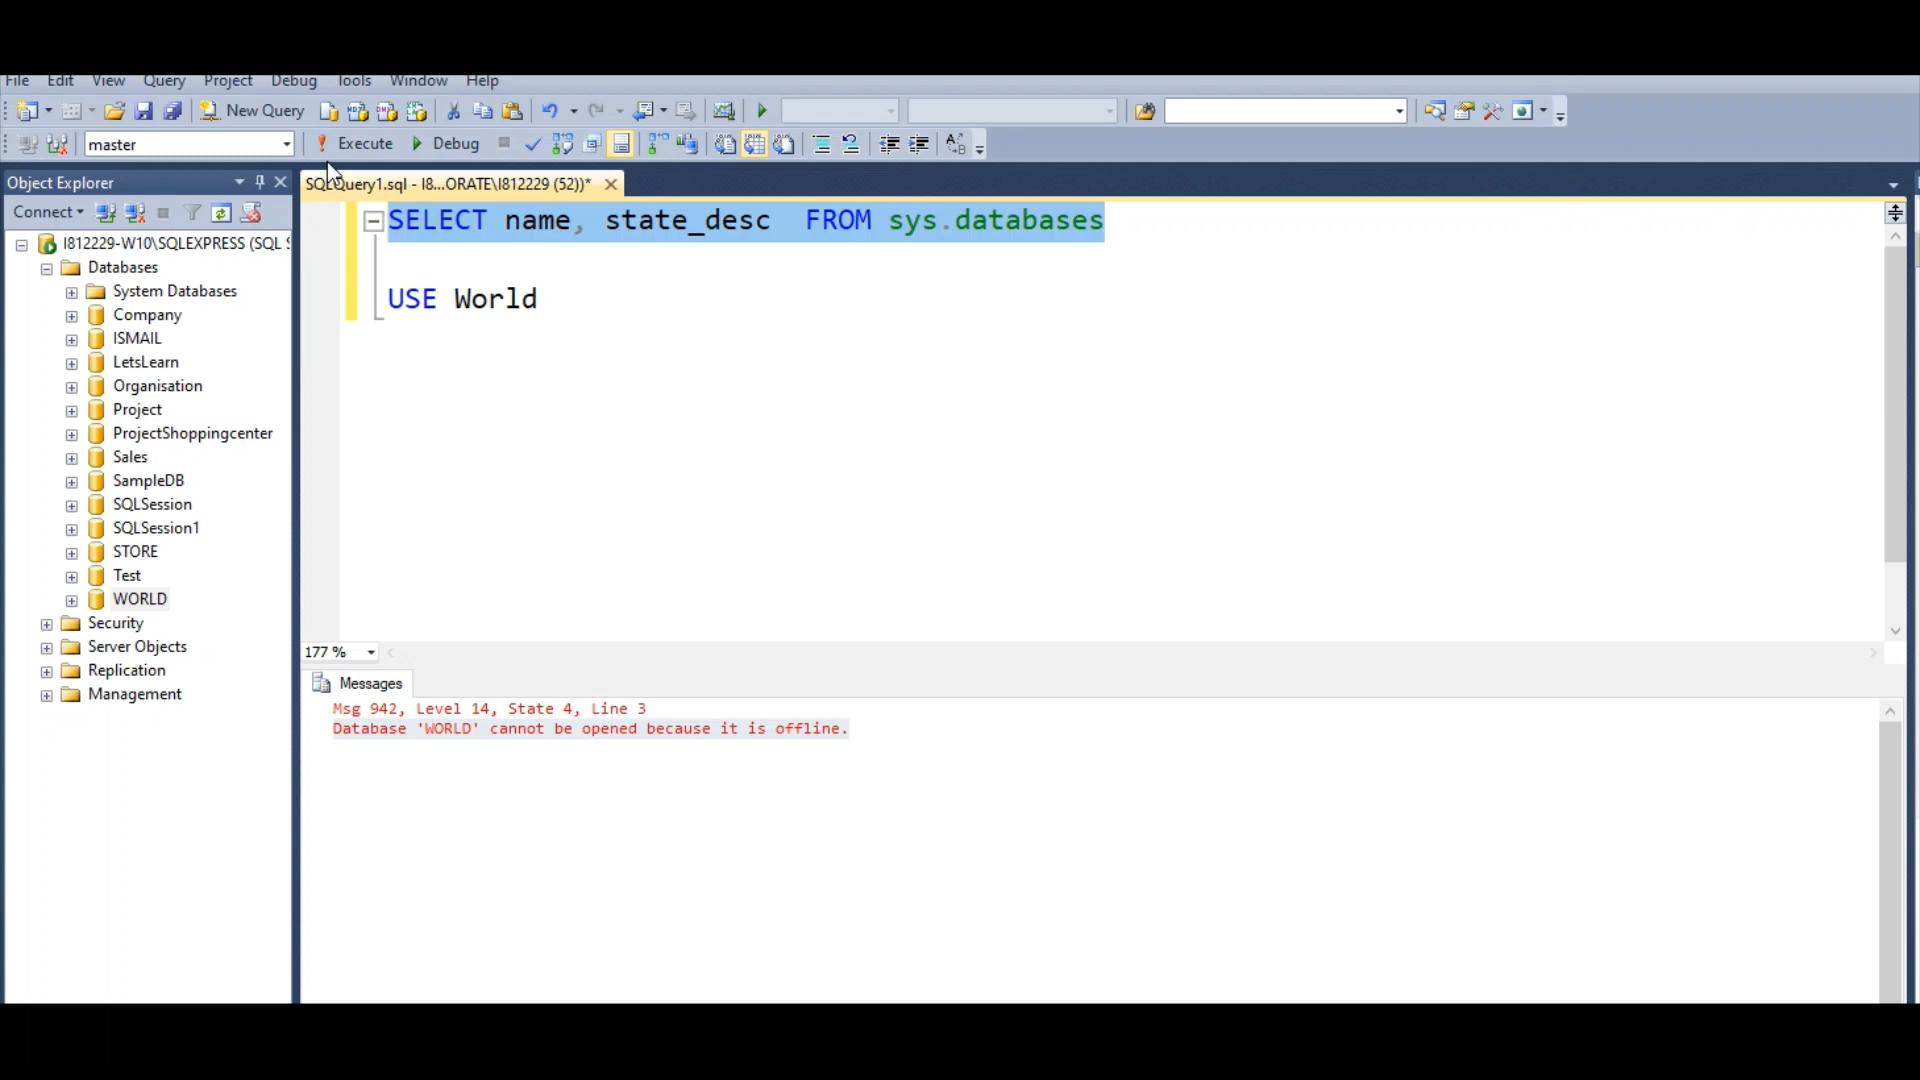 File Edit View Query Project Debug Tools Window Help
New Query
master Execute Debug
Object Explorer
SQLQuery1.sql - I8...ORATE\I812229 (52))*
Connect
I812229-W10\SQLEXPRESS (SQL S
Databases
System Databases
Company
ISMAIL
LetsLearn
Organisation
Project
ProjectShoppingcenter
Sales
SampleDB
SQLSession
SQLSession1
STORE
Test
WORLD
Security
Server Objects
Replication
Management
SELECT name, state_desc  FROM sys.databases
USE World
177 %
Messages
Msg 942, Level 14, State 4, Line 3
Database 'WORLD' cannot be opened because it is offline.